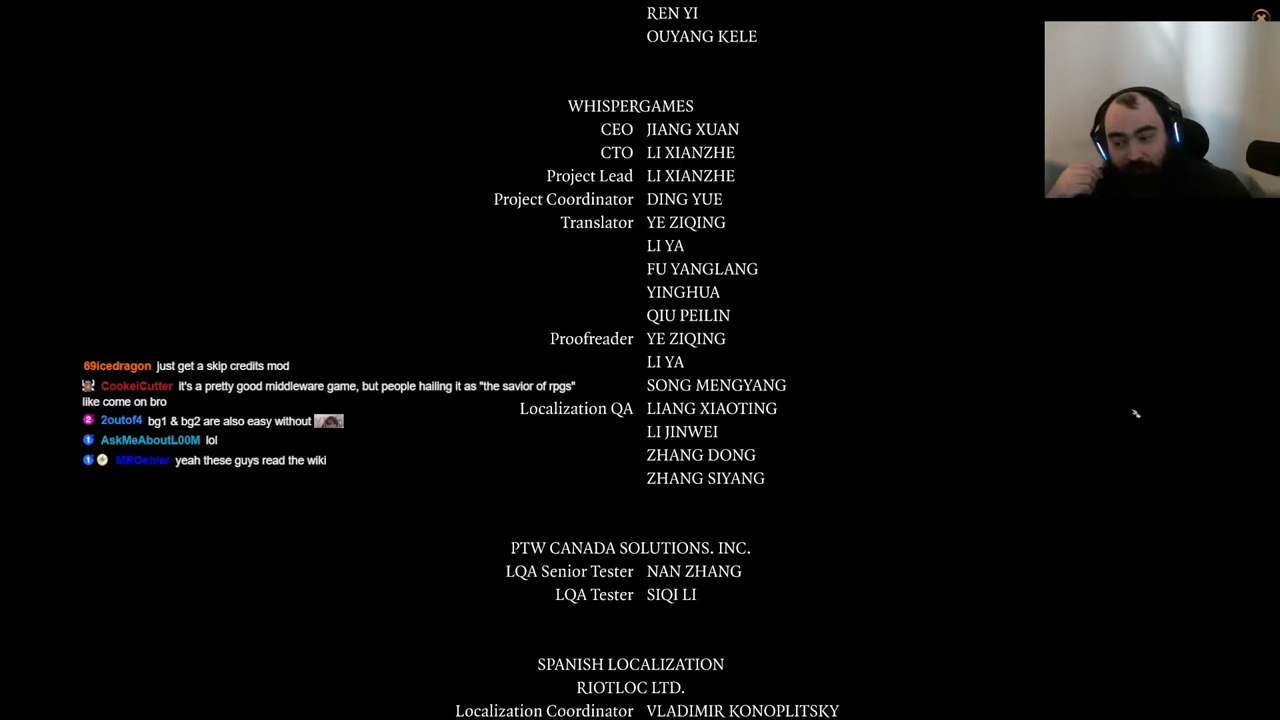 REN YI
OUYANG KELE
WHISPERGAMES
CEO JIANG XUAN
CTO LI XIANZHE
Project Lead LI XIANZHE
Project Coordinator DING YUE
Translator YE ZIQING
LI YA
FU YANGLANG
YINGHUA
QIU PEILIN
Proofreader YE ZIQING
LI YA
SONG MENGYANG
Localization QA LIANG XIAOTING
LI JINWEI
ZHANG DONG
ZHANG SIYANG
PTW CANADA SOLUTIONS. INC.
LQA Senior Tester NAN ZHANG
LQA Tester SIQI LI
SPANISH LOCALIZATION
RIOTLOC LTD.
Localization Coordinator VLADIMIR KONOPLITSKY
69icedragon just get a skip credits mod
CookeiCutter it's a pretty good middleware game, but people hailing it as "the savior of rpgs"
like come on bro
2 2outof4 bg1 & bg2 are also easy without
1 AskMeAboutL00M lol
1 MROehler yeah these guys read the wiki